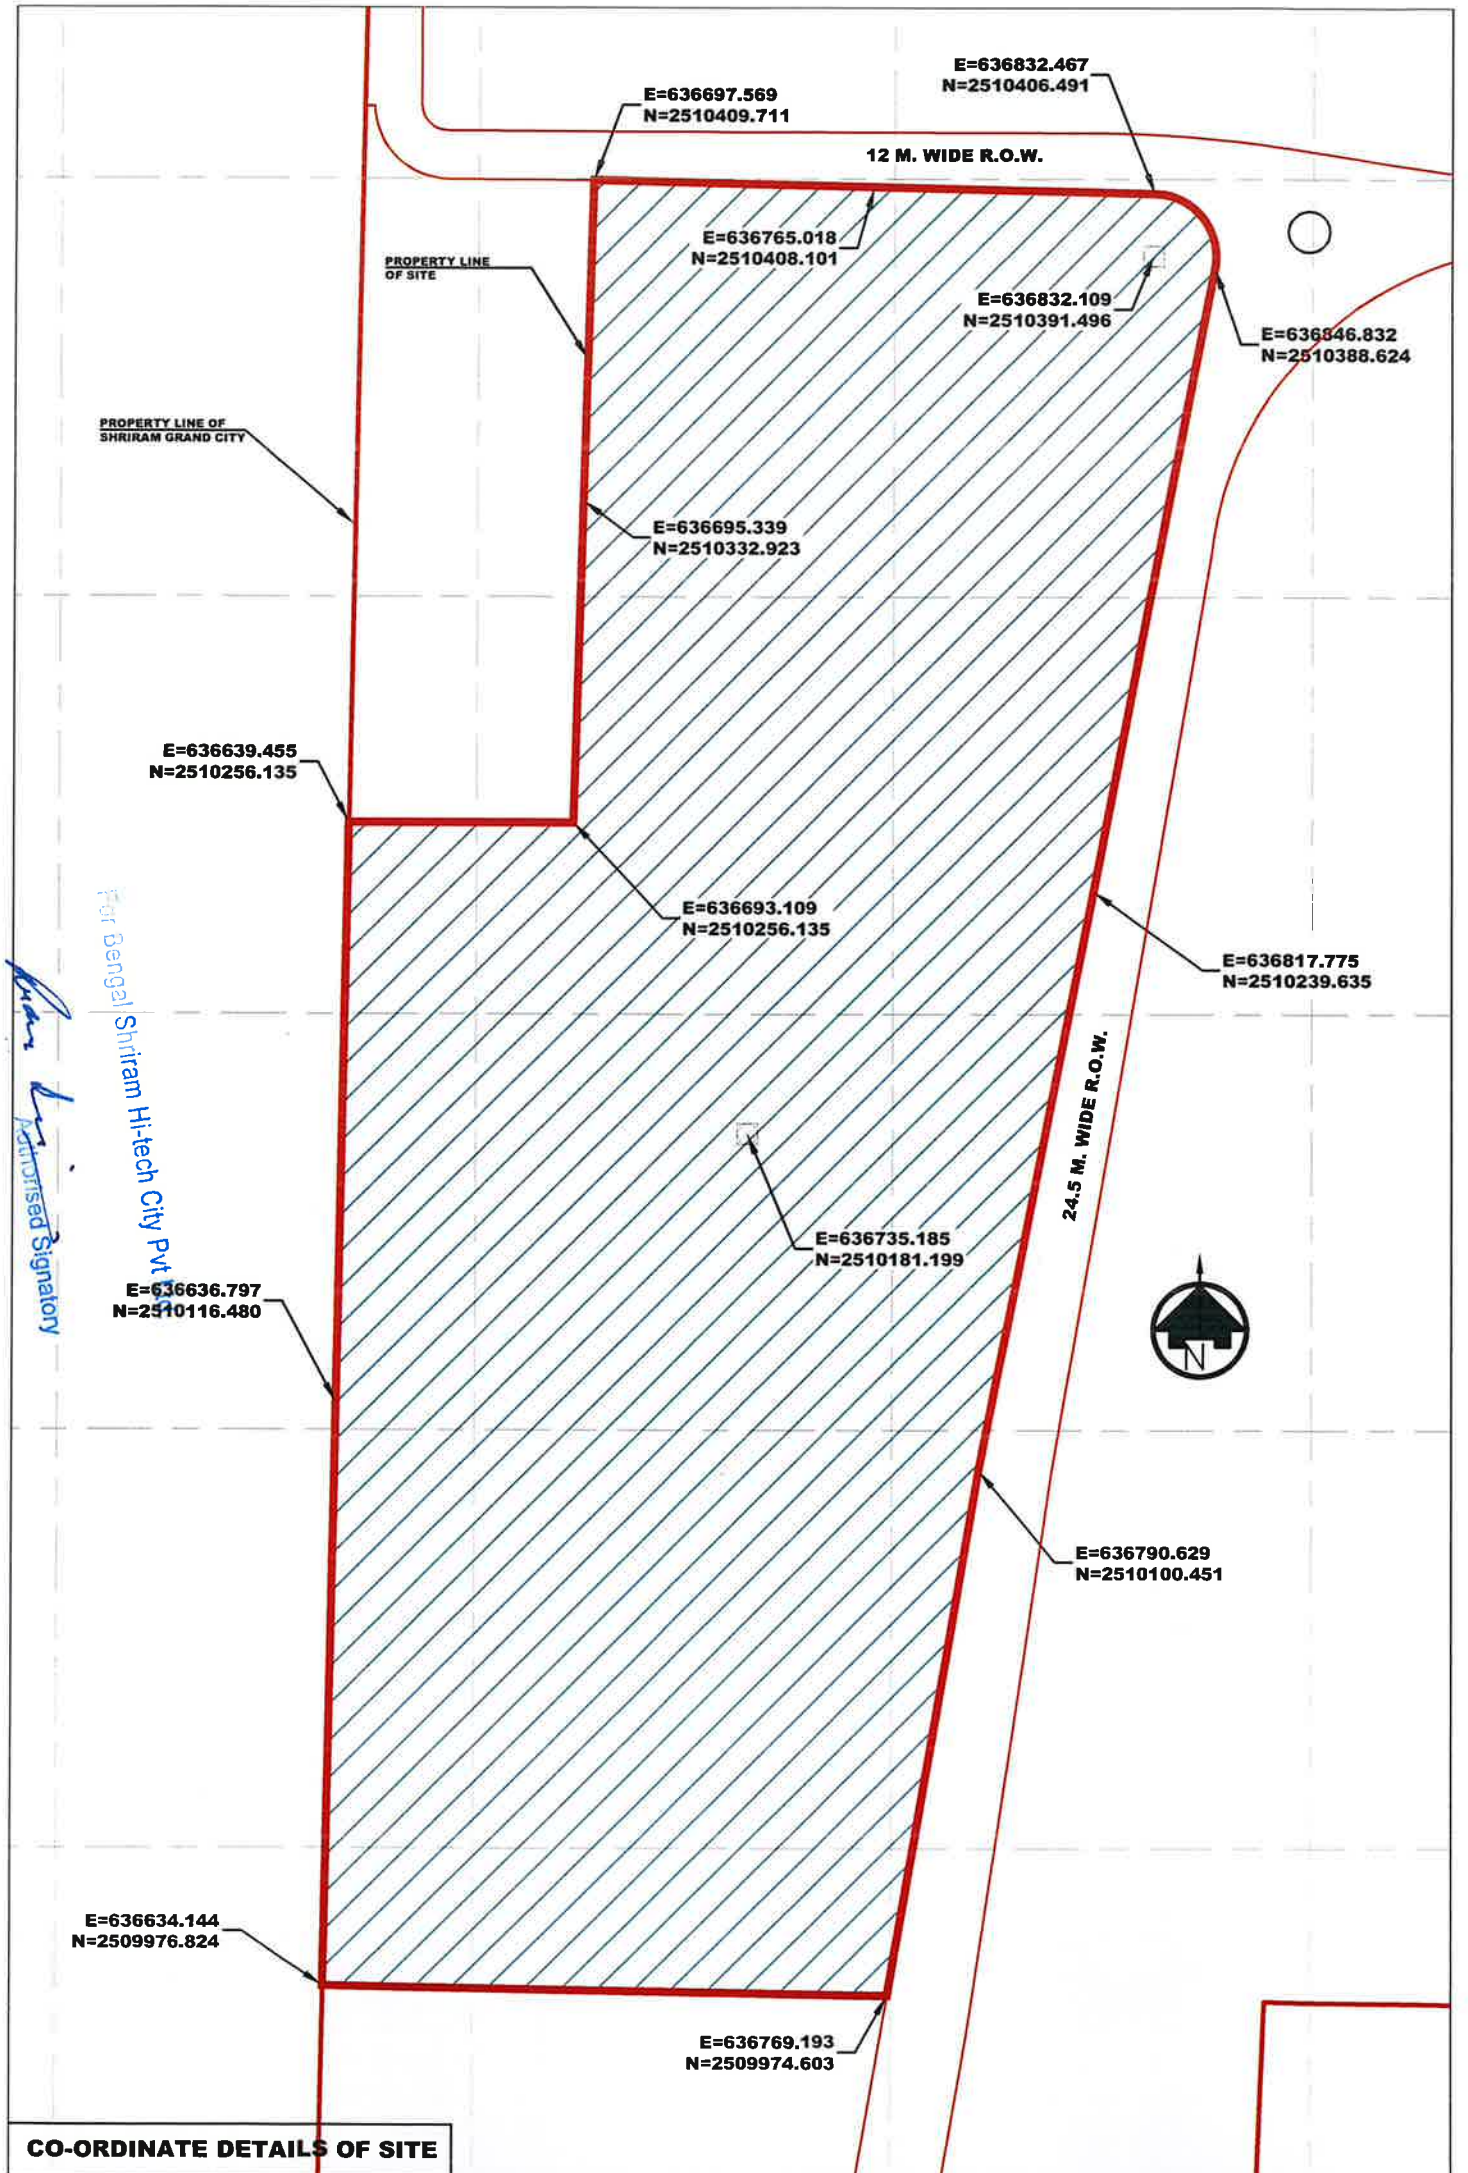 E=636832.467
N=2510406.491
E=636697.569
N=2510409.711
12 M. WIDE R.O.W.
E=636765.018
N=2510408.101
PROPERTY LINE
OF SITE
E=636832.109
N=2510391.496
E=636846.832
N=2510388.624
PROPERTY LINE OF
SHRIRAM GRAND CITY
E=636695.339
N=2510332.923
E=636639.455
N=2510256.135
E=636693.109
N=2510256.135
For Bengal Shriram Hi-tech City Pvt
Authorised Signatory
E=636817.775
N=2510239.635
24.5 M. WIDE R.O.W.
E=636735.185
N=2510181.199
E=636636.797
N=2510116.480
N
E=636790.629
N=2510100.451
E=636634.144
N=2509976.824
E=636769.193
N=2509974.603
CO-ORDINATE DETAILS OF SITE